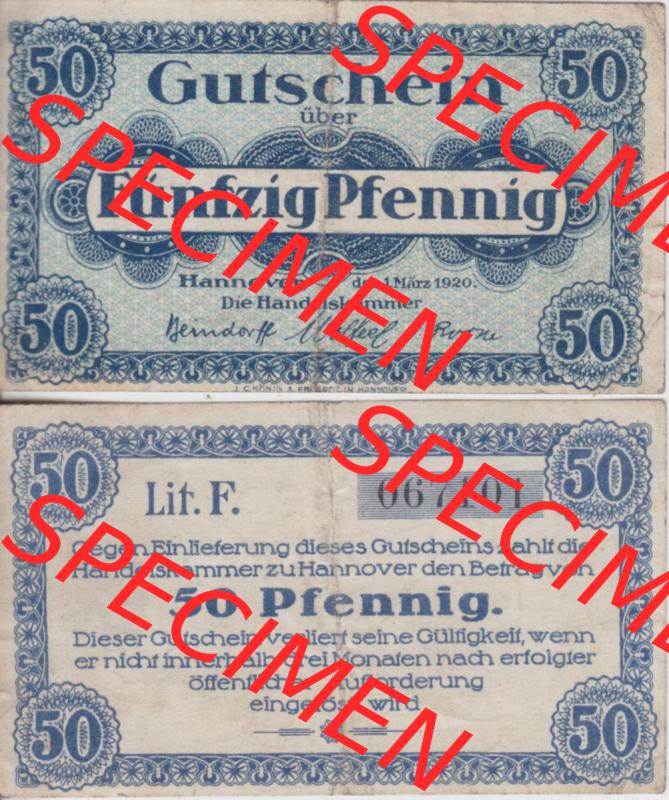 50 50
Gutschein
über
Fünfzig Pfennig
Hannover, den 1. März 1920.
Die Handelskammer
Beindorff
50 50
J. C. KÖNIG & EBHARDT, IN HANNOVER
SPECIMEN
SPECIMEN
50 50
Lit. F. 067101
Gegen Einlieferung dieses Gutscheins zahlt die
Handelskammer zu Hannover den Betrag von
50 Pfennig.
Dieser Gutschein verliert seine Gültigkeit, wenn
er nicht innerhalb drei Monaten nach erfolgter
öffentlicher Aufforderung
eingelöst wird
50 50
SPECIMEN
SPECIMEN